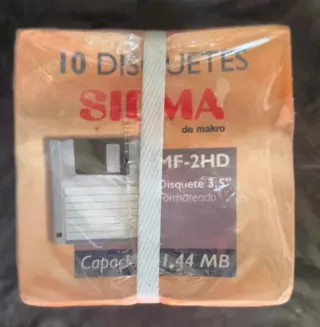 10 DISQUETES
SIGMA
de makro
MF-2HD
Disquete 3,5"
Formateado
1.44 MB